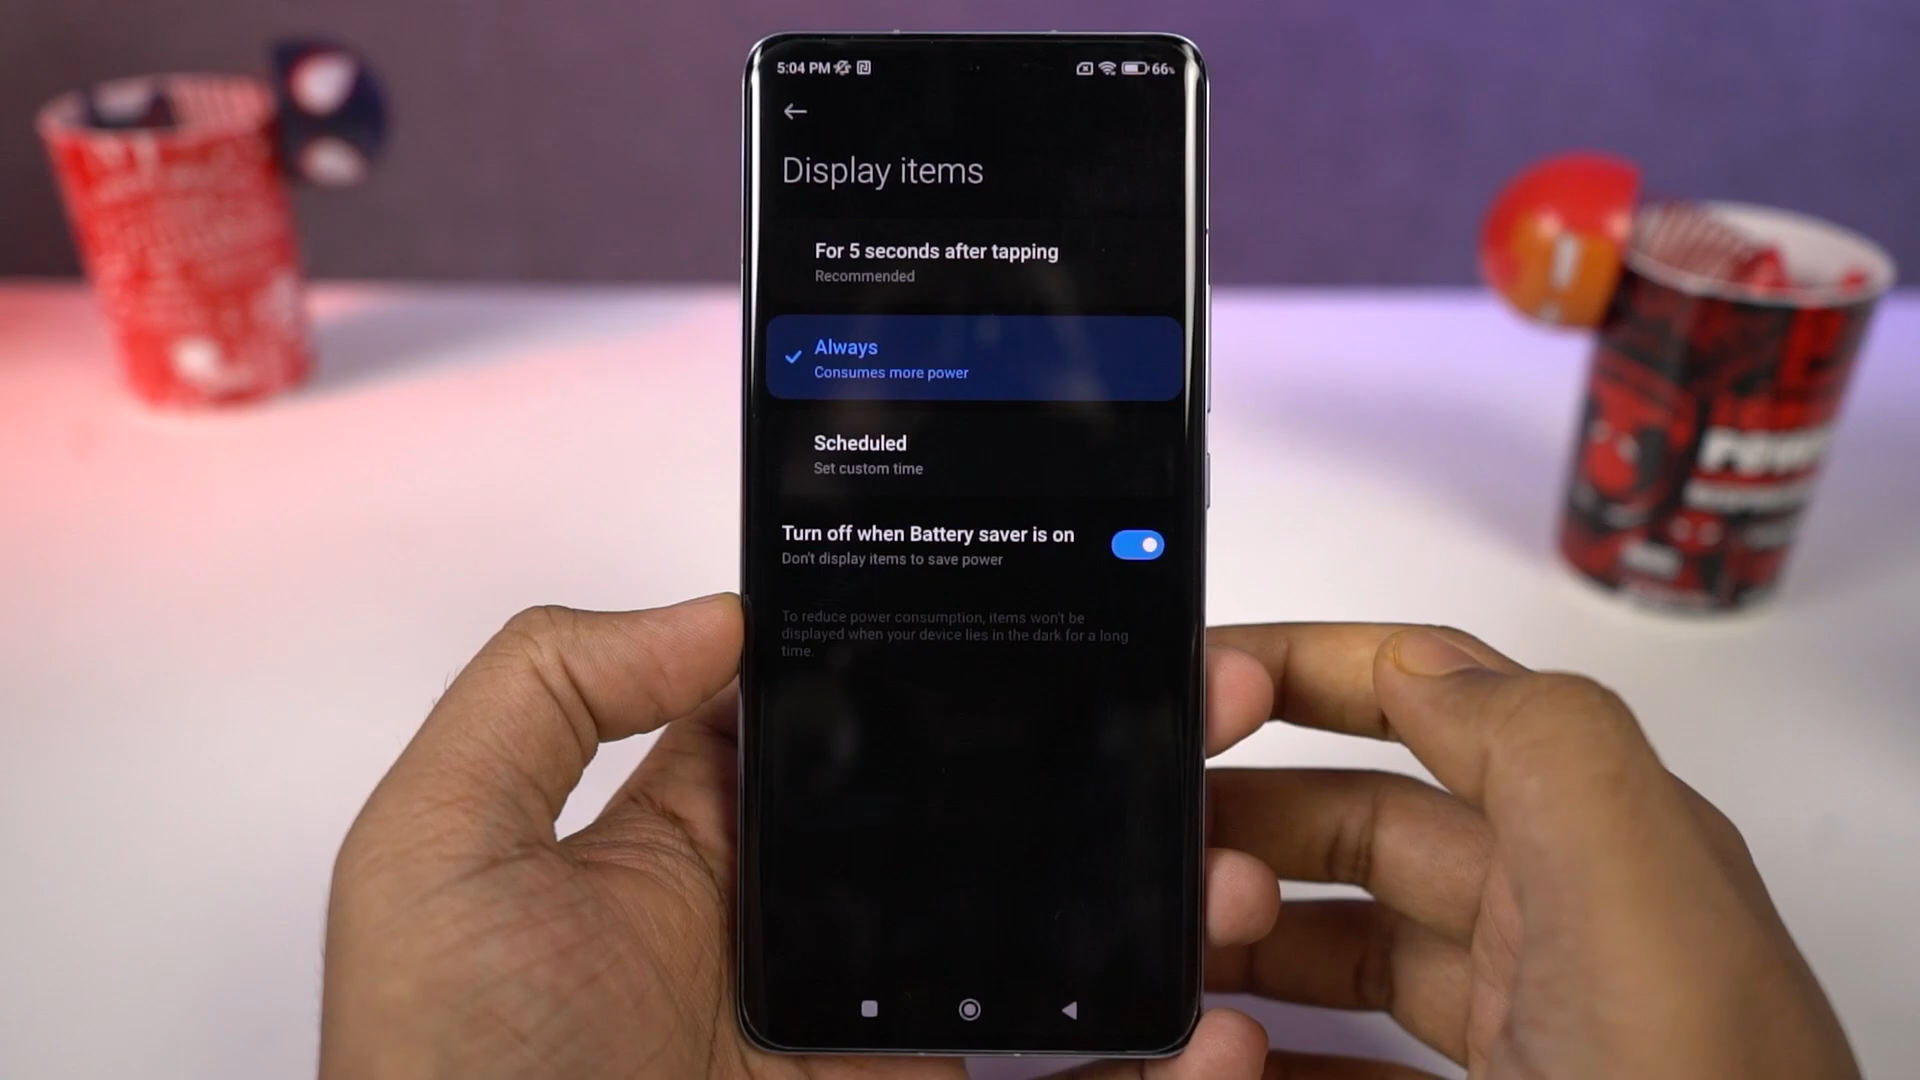 5:04 PM 66%
Display items
For 5 seconds after tapping
Recommended
Always
Consumes more power
Scheduled
Set custom time
Turn off when Battery saver is on
Don't display items to save power
To reduce power consumption, items won't be
displayed when your device lies in the dark for a long
time.